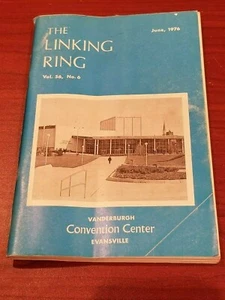 THE
LINKING
RING
June, 1976
Vol. 56, No. 6
VANDERBURGH
Convention Center
EVANSVILLE